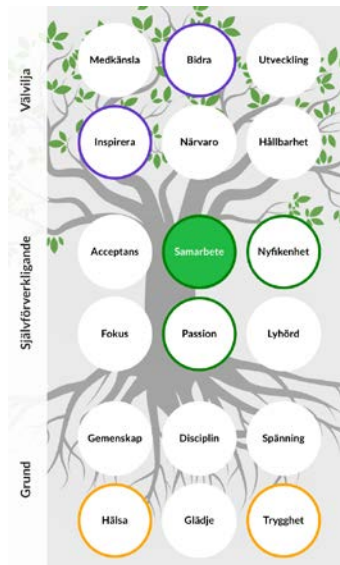 Välvilja
Medkänsla
Bidra
Utveckling
Inspirera
Närvaro
Hållbarhet
Självförverkligande
Acceptans
Samarbete
Nyfikenhet
Fokus
Passion
Lyhörd
Grund
Gemenskap
Disciplin
Spänning
Hälsa
Glädje
Trygghet